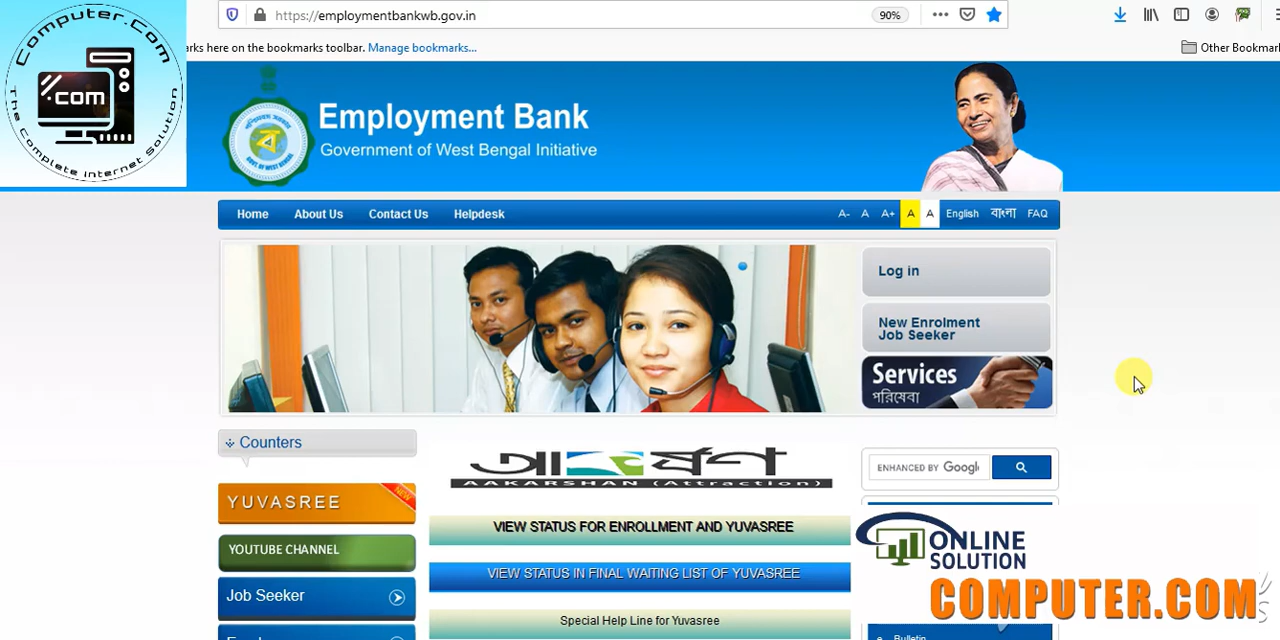 Computer.Com
.com
The Complete Internet Solution
https://employmentbankwb.gov.in
90%
arks here on the bookmarks toolbar. Manage bookmarks...
Other Bookmar
Employment Bank
Government of West Bengal Initiative
Home About Us Contact Us Helpdesk
A- A A+ A A English বাংলা FAQ
Log in
New Enrolment
Job Seeker
Services
পরিষেবা
Counters
আকর্ষণ
AAKARSHAN (Attraction)
ENHANCED BY Google
YUVASREE
NEW
VIEW STATUS FOR ENROLLMENT AND YUVASREE
YOUTUBE CHANNEL
ONLINE
SOLUTION
VIEW STATUS IN FINAL WAITING LIST OF YUVASREE
Job Seeker
COMPUTER.COM
Special Help Line for Yuvasree
Bulletin